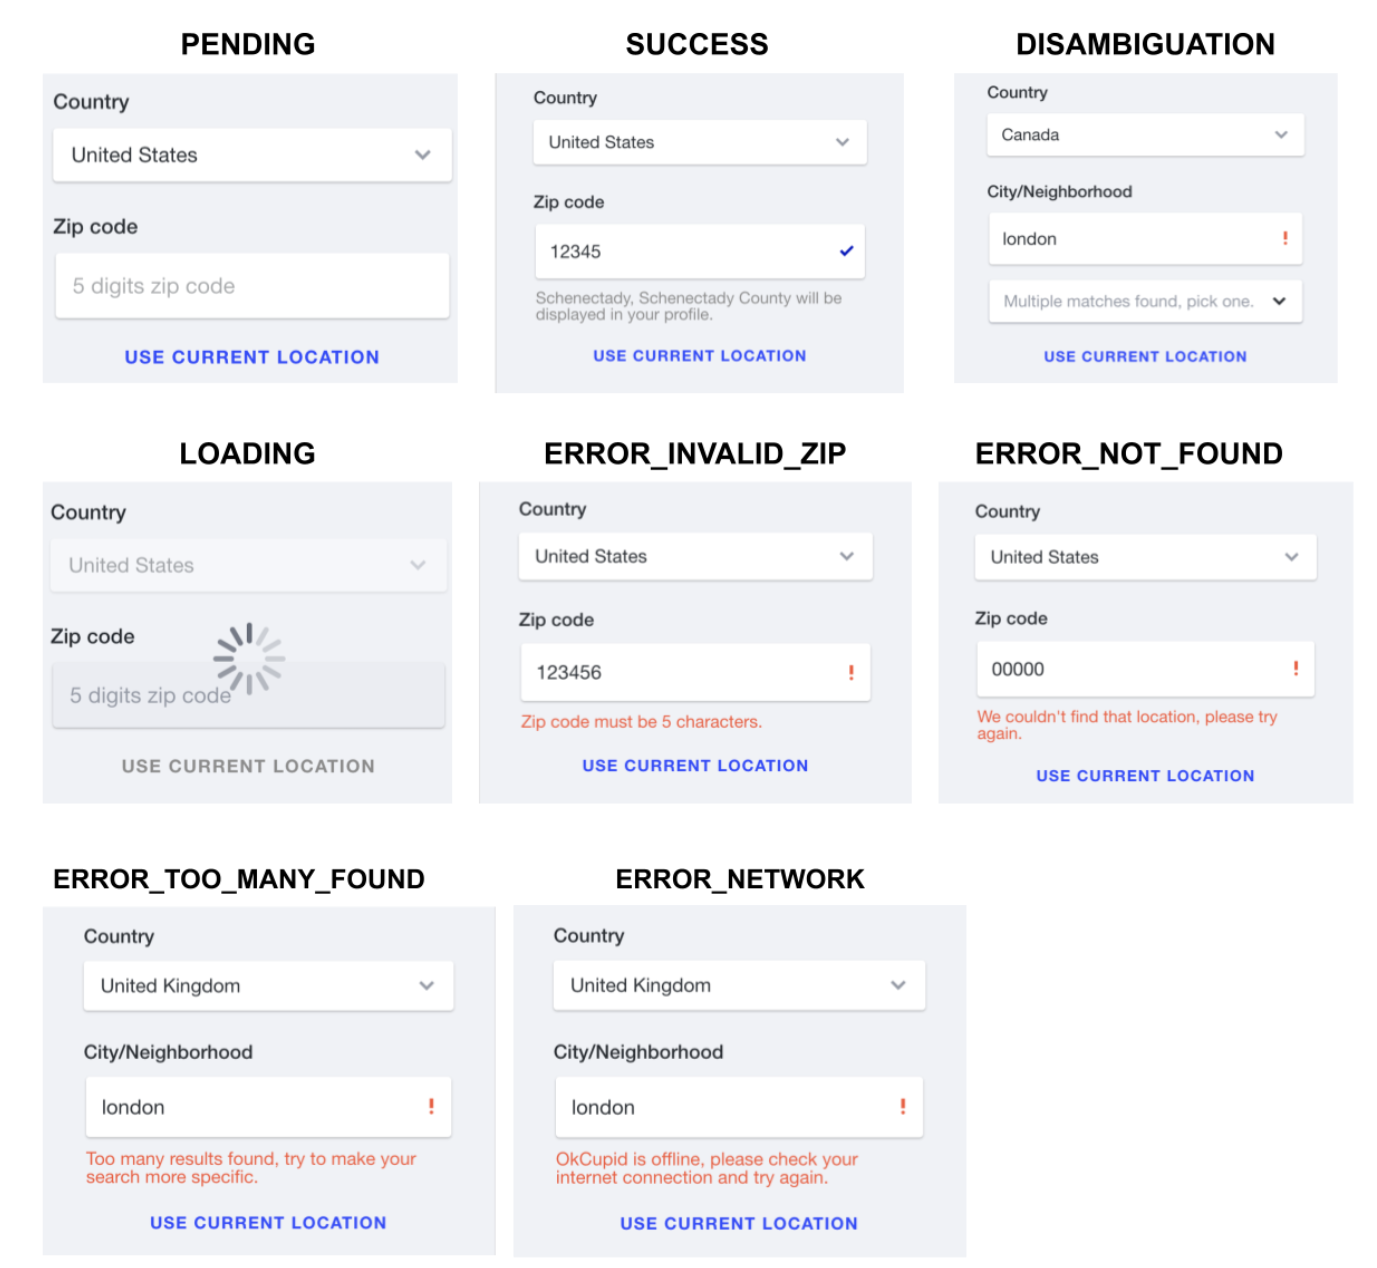 PENDING
Country
United States
Zip code
5 digits zip code
USE CURRENT LOCATION
SUCCESS
Country
United States
Zip code
12345
Schenectady, Schenectady County will be
displayed in your profile.
USE CURRENT LOCATION
DISAMBIGUATION
Country
Canada
City/Neighborhood
london
!
Multiple matches found, pick one.
USE CURRENT LOCATION
LOADING
Country
United States
Zip code
5 digits zip code
USE CURRENT LOCATION
ERROR_INVALID_ZIP
Country
United States
Zip code
123456 !
Zip code must be 5 characters.
USE CURRENT LOCATION
ERROR_NOT_FOUND
Country
United States
Zip code
00000 !
We couldn't find that location, please try
again.
USE CURRENT LOCATION
ERROR_TOO_MANY_FOUND
Country
United Kingdom
City/Neighborhood
london !
Too many results found, try to make your
search more specific.
USE CURRENT LOCATION
ERROR_NETWORK
Country
United Kingdom
City/Neighborhood
london !
OkCupid is offline, please check your
internet connection and try again.
USE CURRENT LOCATION